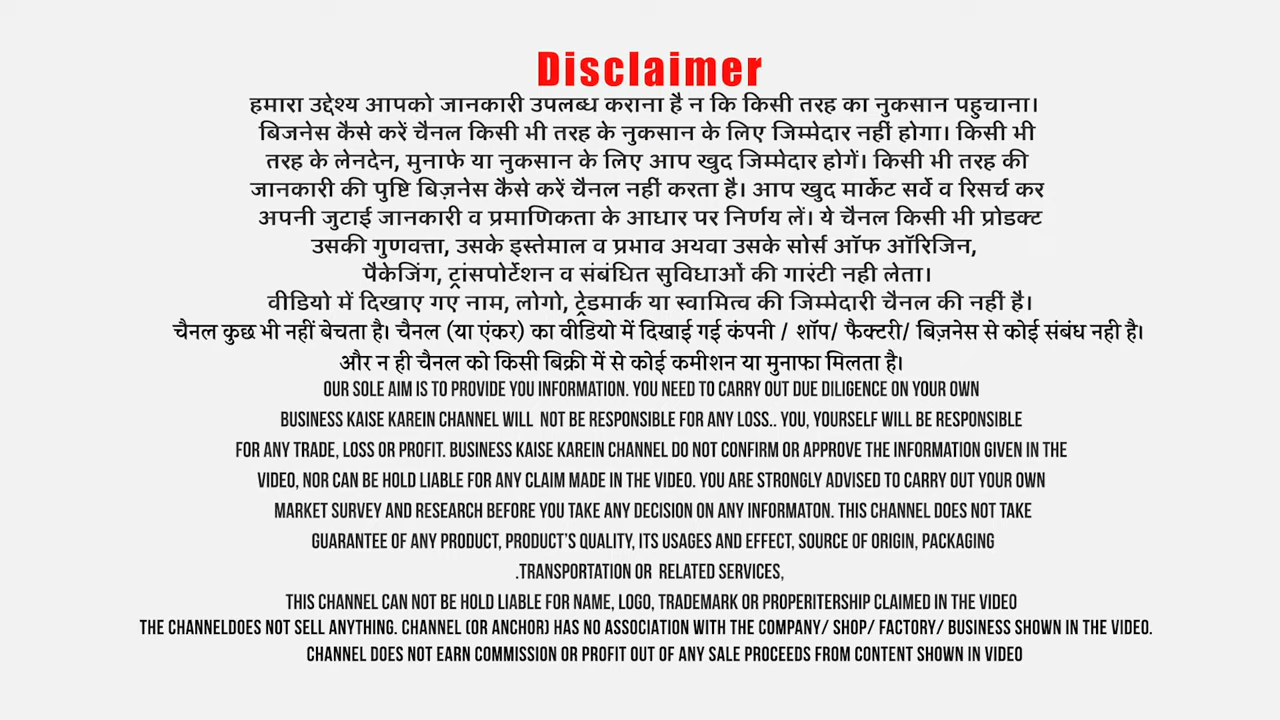 Disclaimer
हमारा उद्देश्य आपको जानकारी उपलब्ध कराना है न कि किसी तरह का नुकसान पहुचाना।
बिजनेस कैसे करें चैनल किसी भी तरह के नुकसान के लिए जिम्मेदार नहीं होगा। किसी भी
तरह के लेनदेन, मुनाफे या नुकसान के लिए आप खुद जिम्मेदार होगें। किसी भी तरह की
जानकारी की पुष्टि बिज़नेस कैसे करें चैनल नहीं करता है। आप खुद मार्केट सर्वे व रिसर्च कर
अपनी जुटाई जानकारी व प्रमाणिकता के आधार पर निर्णय लें। ये चैनल किसी भी प्रोडक्ट
उसकी गुणवत्ता, उसके इस्तेमाल व प्रभाव अथवा उसके सोर्स ऑफ ऑरिजिन,
पैकेजिंग, ट्रांसपोर्टेशन व संबंधित सुविधाओं की गारंटी नही लेता।
वीडियो में दिखाए गए नाम, लोगो, ट्रेडमार्क या स्वामित्व की जिम्मेदारी चैनल की नहीं है।
चैनल कुछ भी नहीं बेचता है। चैनल (या एंकर) का वीडियो में दिखाई गई कंपनी / शॉप/ फैक्टरी/ बिज़नेस से कोई संबंध नही है।
और न ही चैनल को किसी बिक्री में से कोई कमीशन या मुनाफा मिलता है।
OUR SOLE AIM IS TO PROVIDE YOU INFORMATION. YOU NEED TO CARRY OUT DUE DILIGENCE ON YOUR OWN
BUSINESS KAISE KAREIN CHANNEL WILL NOT BE RESPONSIBLE FOR ANY LOSS.. YOU, YOURSELF WILL BE RESPONSIBLE
FOR ANY TRADE, LOSS OR PROFIT. BUSINESS KAISE KAREIN CHANNEL DO NOT CONFIRM OR APPROVE THE INFORMATION GIVEN IN THE
VIDEO, NOR CAN BE HOLD LIABLE FOR ANY CLAIM MADE IN THE VIDEO. YOU ARE STRONGLY ADVISED TO CARRY OUT YOUR OWN
MARKET SURVEY AND RESEARCH BEFORE YOU TAKE ANY DECISION ON ANY INFORMATON. THIS CHANNEL DOES NOT TAKE
GUARANTEE OF ANY PRODUCT, PRODUCT'S QUALITY, ITS USAGES AND EFFECT, SOURCE OF ORIGIN, PACKAGING
.TRANSPORTATION OR RELATED SERVICES,
THIS CHANNEL CAN NOT BE HOLD LIABLE FOR NAME, LOGO, TRADEMARK OR PROPERITERSHIP CLAIMED IN THE VIDEO
THE CHANNELDOES NOT SELL ANYTHING. CHANNEL (OR ANCHOR) HAS NO ASSOCIATION WITH THE COMPANY/ SHOP/ FACTORY/ BUSINESS SHOWN IN THE VIDEO.
CHANNEL DOES NOT EARN COMMISSION OR PROFIT OUT OF ANY SALE PROCEEDS FROM CONTENT SHOWN IN VIDEO